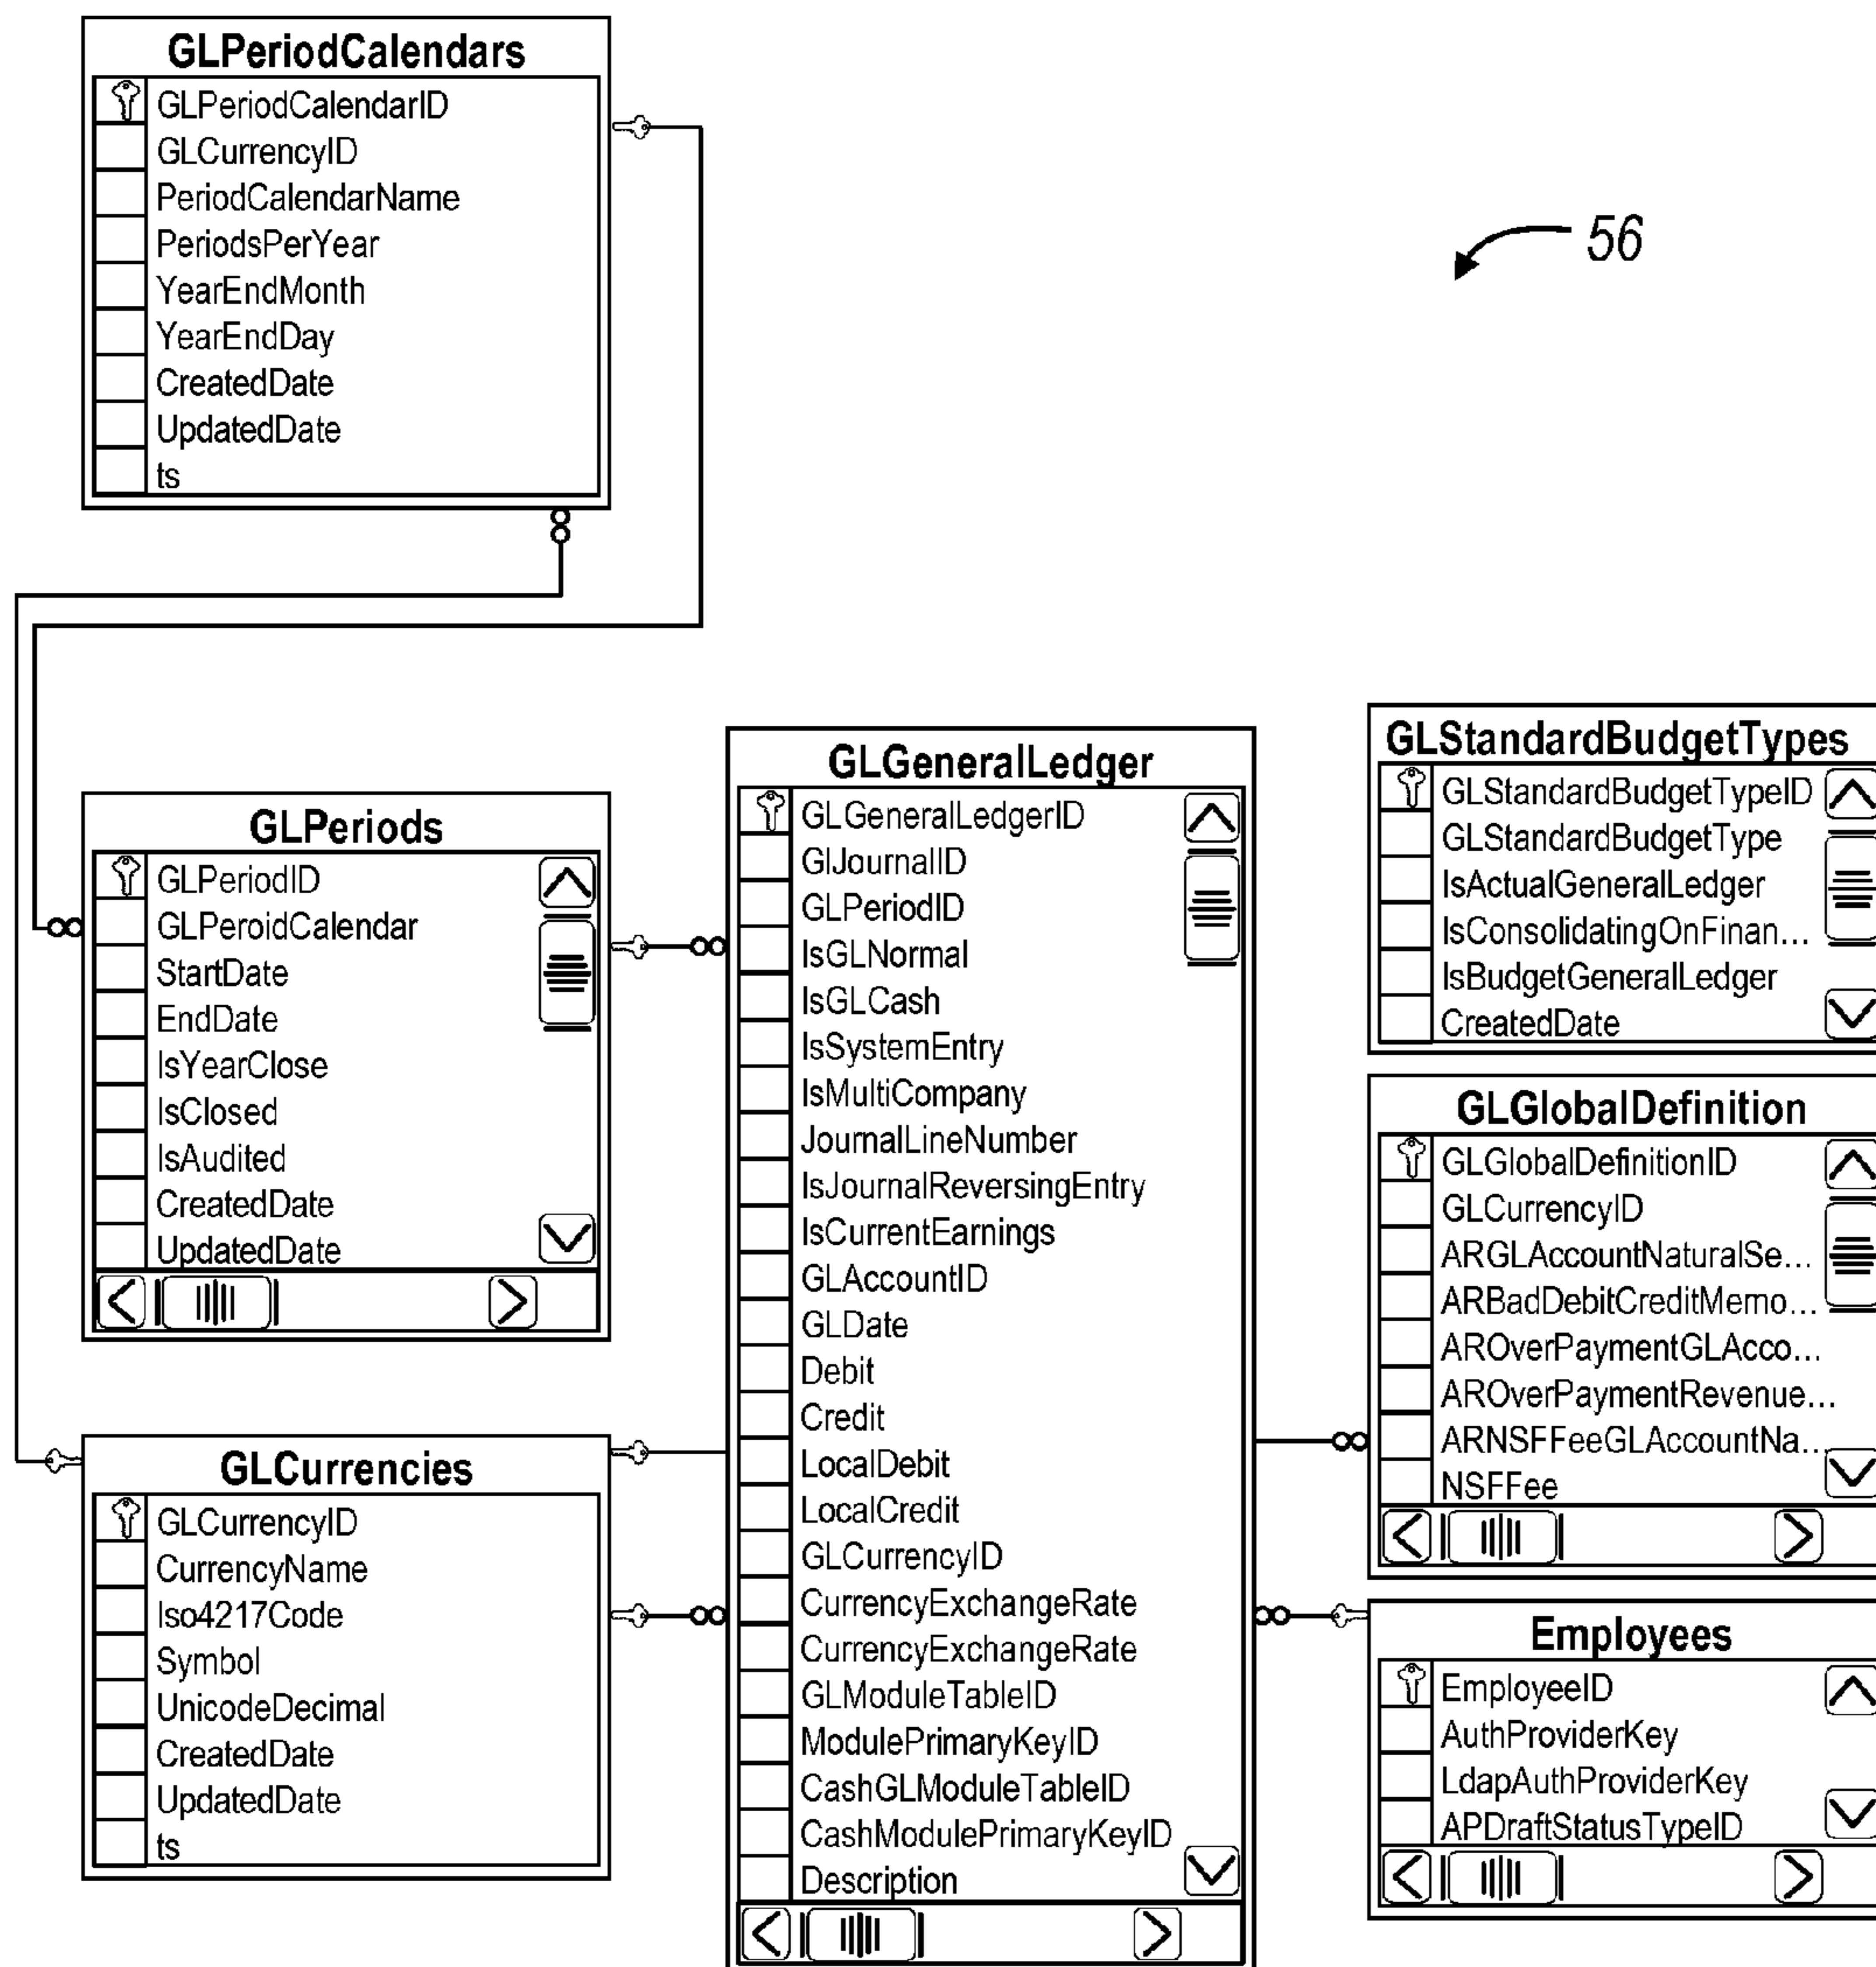 GLPeriodCalendars
GLPeriodCalendarID
GLCurrencyID
PeriodCalendarName
PeriodsPerYear
YearEndMonth
YearEndDay
CreatedDate
UpdatedDate
ts
56
GLPeriods
GLPeriodID
GLPeroidCalendar
StartDate
EndDate
IsYearClose
IsClosed
IsAudited
CreatedDate
UpdatedDate
GLCurrencies
GLCurrencyID
CurrencyName
Iso4217Code
Symbol
UnicodeDecimal
CreatedDate
UpdatedDate
ts
GLGeneralLedger
GLGeneralLedgerID
GlJournalID
GLPeriodID
IsGLNormal
IsGLCash
IsSystemEntry
IsMultiCompany
JournalLineNumber
IsJournalReversingEntry
IsCurrentEarnings
GLAccountID
GLDate
Debit
Credit
LocalDebit
LocalCredit
GLCurrencyID
CurrencyExchangeRate
CurrencyExchangeRate
GLModuleTableID
ModulePrimaryKeyID
CashGLModuleTableID
CashModulePrimaryKeyID
Description
GLStandardBudgetTypes
GLStandardBudgetTypeID
GLStandardBudgetType
IsActualGeneralLedger
IsConsolidatingOnFinan...
IsBudgetGeneralLedger
CreatedDate
GLGlobalDefinition
GLGlobalDefinitionID
GLCurrencyID
ARGLAccountNaturalSe...
ARBadDebitCreditMemo...
AROverPaymentGLAcco...
AROverPaymentRevenue...
ARNSFFeeGLAccountNa...
NSFFee
Employees
EmployeeID
AuthProviderKey
LdapAuthProviderKey
APDraftStatusTypeID